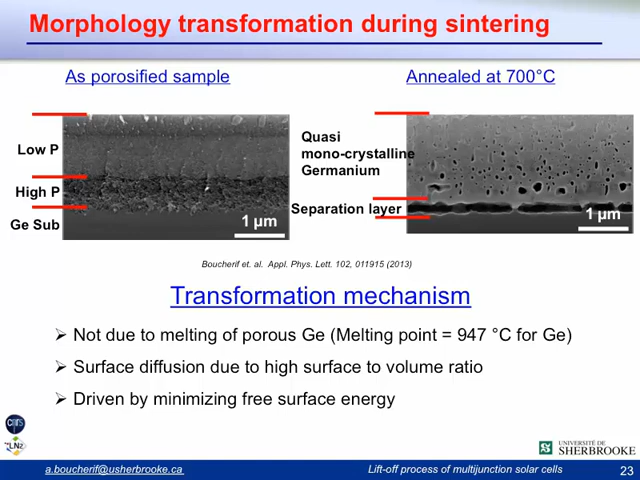 Morphology transformation during sintering
As porosified sample
Annealed at 700°C
Low P
High P
Ge Sub
1 µm
Quasi
mono-crystalline
Germanium
Separation layer
1 µm
Boucherif et. al. Appl. Phys. Lett. 102, 011915 (2013)
Transformation mechanism
➢ Not due to melting of porous Ge (Melting point = 947 °C for Ge)
➢ Surface diffusion due to high surface to volume ratio
➢ Driven by minimizing free surface energy
cnrs
LN2
UNIVERSITÉ DE
SHERBROOKE
a.boucherif@usherbrooke.ca
Lift-off process of multijunction solar cells
23